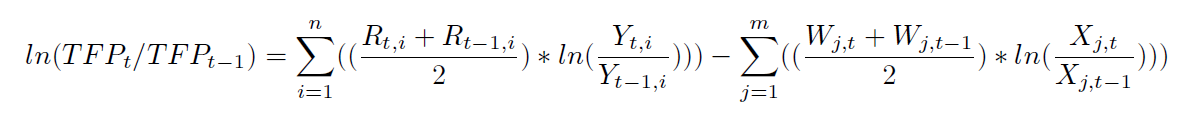 ln(TFP_t/TFP_{t−1}) = \sum_{i=1}^{n}((\frac{R_{t,i} + R_{t−1,i}}{2}) ∗ ln(\frac{Y_{t,i}}{Y_{t−1,i}}))) − \sum_{j=1}^{m}((\frac{W_{j,t} + W_{j,t−1}}{2}) ∗ ln(\frac{X_{j,t}}{X_{j,t−1}})))